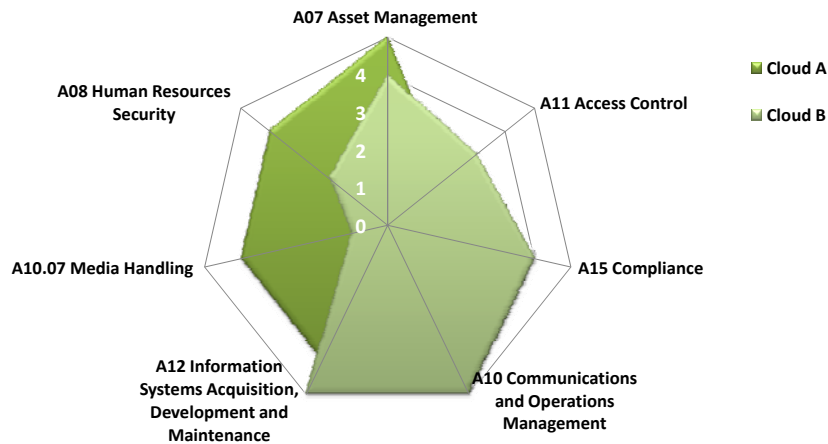 A07 Asset Management
Cloud A
Cloud B
A08 Human Resources
Security
A11 Access Control
4
3
2
1
0
A10.07 Media Handling
A15 Compliance
A12 Information
Systems Acquisition,
Development and
Maintenance
A10 Communications
and Operations
Management